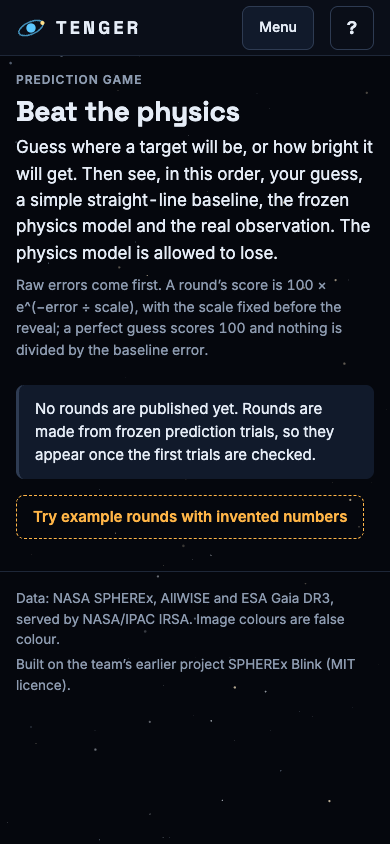 TENGER
Menu
?
PREDICTION GAME
Beat the physics
Guess where a target will be, or how bright it
will get. Then see, in this order, your guess,
a simple straight-line baseline, the frozen
physics model and the real observation. The
physics model is allowed to lose.
Raw errors come first. A round's score is 100 ×
e^(−error ÷ scale), with the scale fixed before the
reveal; a perfect guess scores 100 and nothing is
divided by the baseline error.
No rounds are published yet. Rounds are
made from frozen prediction trials, so they
appear once the first trials are checked.
Try example rounds with invented numbers
Data: NASA SPHEREx, AllWISE and ESA Gaia DR3,
served by NASA/IPAC IRSA. Image colours are false
colour.
Built on the team's earlier project SPHEREx Blink (MIT
licence).